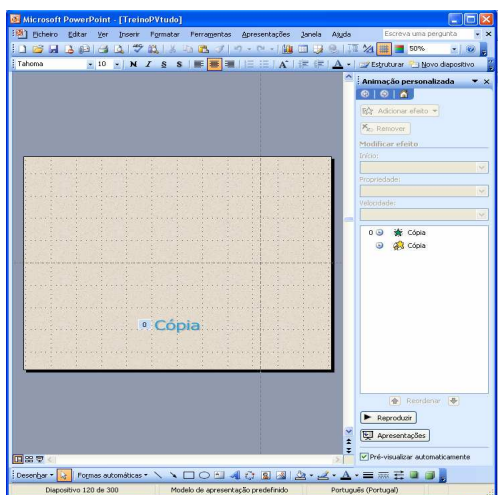 Microsoft PowerPoint - [TreinoPVtudo]
Ficheiro Editar Ver Inserir Formatar Ferramentas Apresentações Janela Ajuda Escreva uma pergunta
50%
Tahoma 10 N I S S Estruturar Novo diapositivo
Animação personalizada
Adicionar efeito
Remover
Modificar efeito
Início:
Propriedade:
Velocidade:
0 Cópia
Cópia
0 Cópia
Reordenar
Reproduzir
Apresentações
Pré-visualizar automaticamente
Desenhar Formas automáticas
Diapositivo 120 de 300 Modelo de apresentação predefinido Português (Portugal)